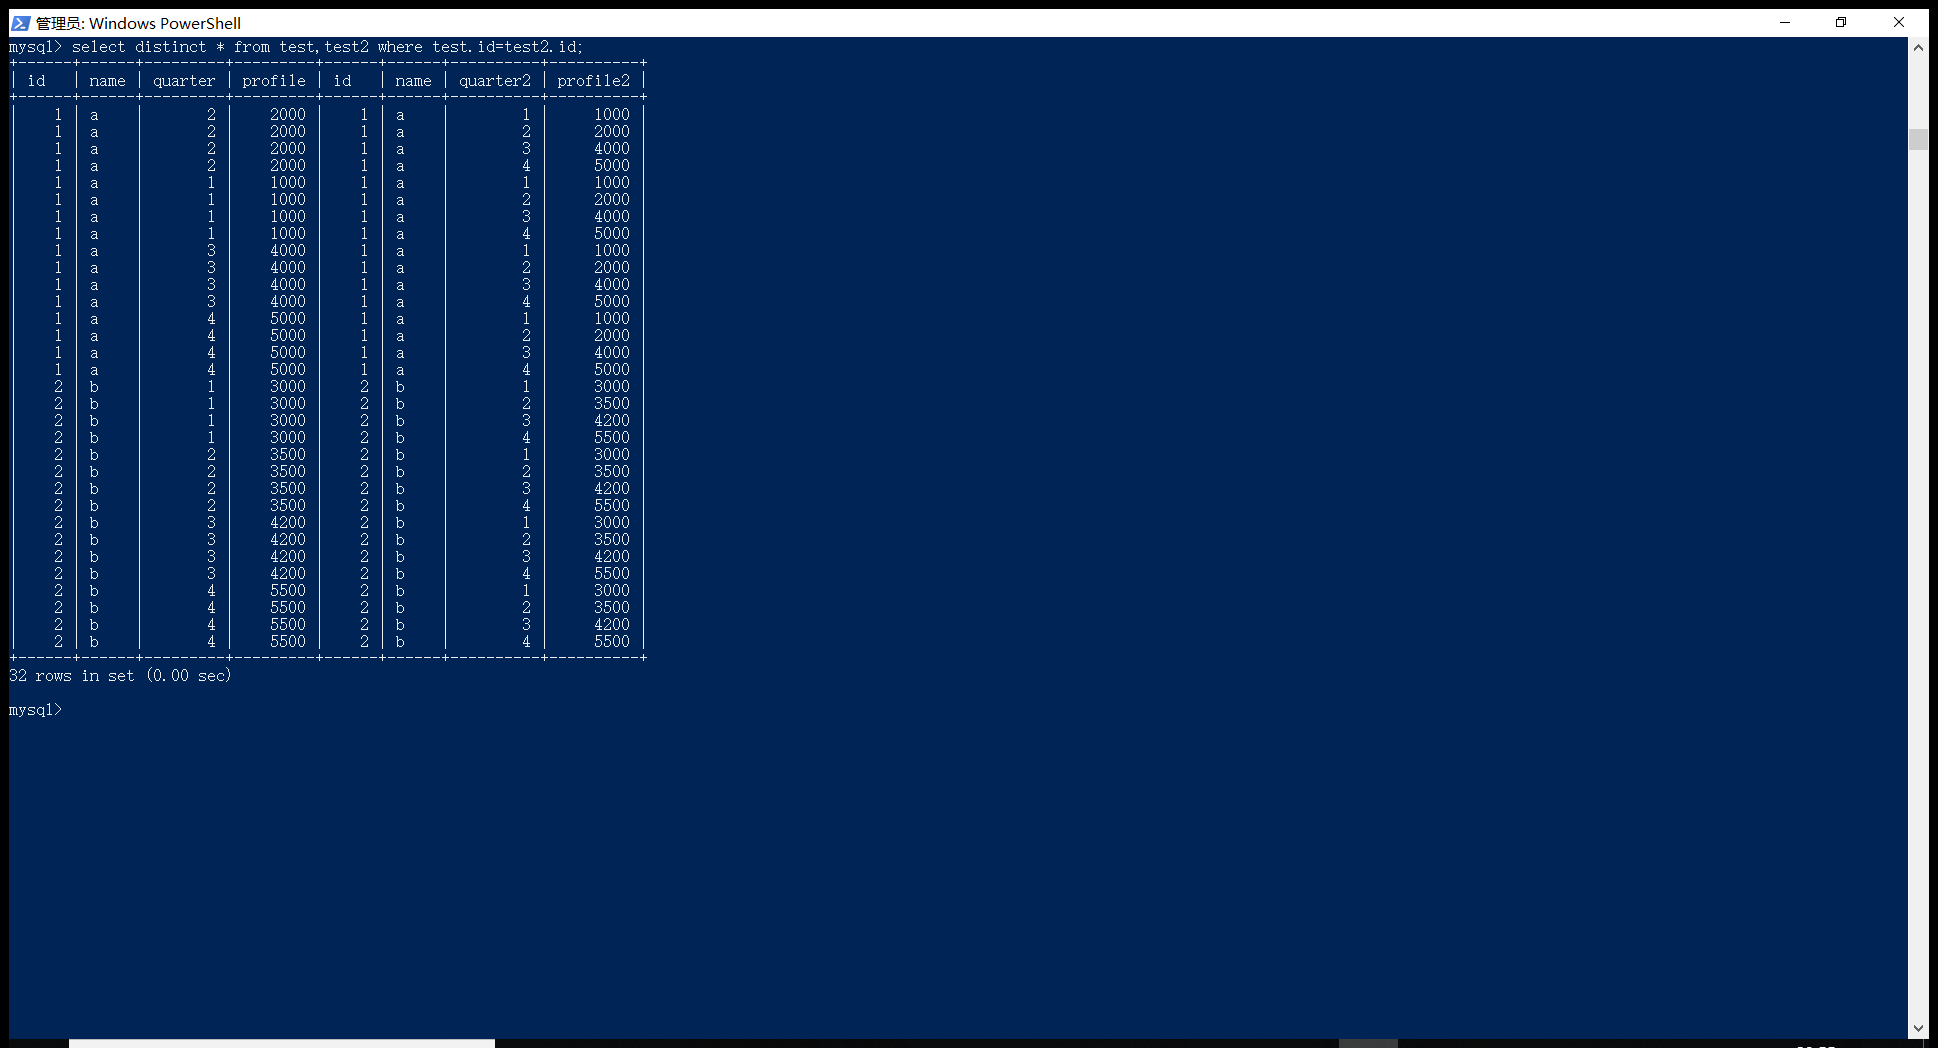 管理员: Windows PowerShell
mysql> select distinct * from test,test2 where test.id=test2.id;
+------+------+---------+---------+------+------+----------+----------+
| id   | name | quarter | profile | id   | name | quarter2 | profile2 |
+------+------+---------+---------+------+------+----------+----------+
|    1 | a    |       2 |    2000 |    1 | a    |        1 |     1000 |
|    1 | a    |       2 |    2000 |    1 | a    |        2 |     2000 |
|    1 | a    |       2 |    2000 |    1 | a    |        3 |     4000 |
|    1 | a    |       2 |    2000 |    1 | a    |        4 |     5000 |
|    1 | a    |       1 |    1000 |    1 | a    |        1 |     1000 |
|    1 | a    |       1 |    1000 |    1 | a    |        2 |     2000 |
|    1 | a    |       1 |    1000 |    1 | a    |        3 |     4000 |
|    1 | a    |       1 |    1000 |    1 | a    |        4 |     5000 |
|    1 | a    |       3 |    4000 |    1 | a    |        1 |     1000 |
|    1 | a    |       3 |    4000 |    1 | a    |        2 |     2000 |
|    1 | a    |       3 |    4000 |    1 | a    |        3 |     4000 |
|    1 | a    |       3 |    4000 |    1 | a    |        4 |     5000 |
|    1 | a    |       4 |    5000 |    1 | a    |        1 |     1000 |
|    1 | a    |       4 |    5000 |    1 | a    |        2 |     2000 |
|    1 | a    |       4 |    5000 |    1 | a    |        3 |     4000 |
|    1 | a    |       4 |    5000 |    1 | a    |        4 |     5000 |
|    2 | b    |       1 |    3000 |    2 | b    |        1 |     3000 |
|    2 | b    |       1 |    3000 |    2 | b    |        2 |     3500 |
|    2 | b    |       1 |    3000 |    2 | b    |        3 |     4200 |
|    2 | b    |       1 |    3000 |    2 | b    |        4 |     5500 |
|    2 | b    |       2 |    3500 |    2 | b    |        1 |     3000 |
|    2 | b    |       2 |    3500 |    2 | b    |        2 |     3500 |
|    2 | b    |       2 |    3500 |    2 | b    |        3 |     4200 |
|    2 | b    |       2 |    3500 |    2 | b    |        4 |     5500 |
|    2 | b    |       3 |    4200 |    2 | b    |        1 |     3000 |
|    2 | b    |       3 |    4200 |    2 | b    |        2 |     3500 |
|    2 | b    |       3 |    4200 |    2 | b    |        3 |     4200 |
|    2 | b    |       3 |    4200 |    2 | b    |        4 |     5500 |
|    2 | b    |       4 |    5500 |    2 | b    |        1 |     3000 |
|    2 | b    |       4 |    5500 |    2 | b    |        2 |     3500 |
|    2 | b    |       4 |    5500 |    2 | b    |        3 |     4200 |
|    2 | b    |       4 |    5500 |    2 | b    |        4 |     5500 |
+------+------+---------+---------+------+------+----------+----------+
32 rows in set (0.00 sec)
mysql>